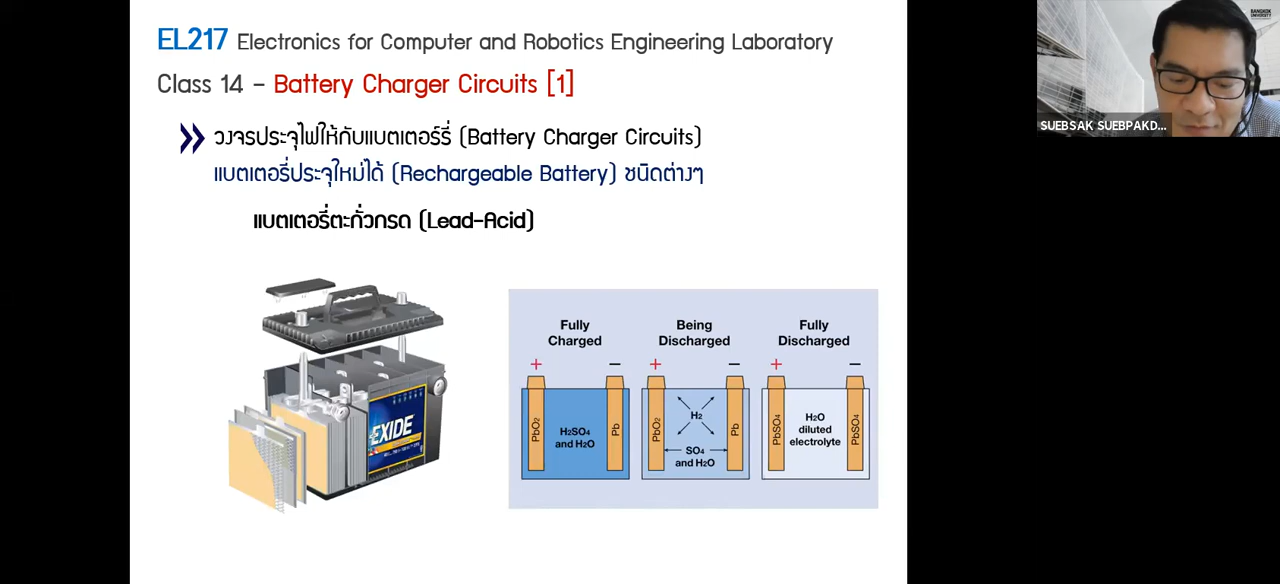 EL217 Electronics for Computer and Robotics Engineering Laboratory
Class 14 - Battery Charger Circuits [1]
วงจรประจุไฟให้กับแบตเตอร์รี่ (Battery Charger Circuits)
แบตเตอรี่ประจุใหม่ได้ (Rechargeable Battery) ชนิดต่างๆ
แบตเตอรี่ตะกั่วกรด (Lead-Acid)
EXIDE
Fully
Charged
+ −
PbO2
H2SO4
and H2O
Pb
Being
Discharged
+ −
PbO2
H2
SO4
and H2O
Pb
Fully
Discharged
+ −
PbSO4
H2O
diluted
electrolyte
PbSO4
BANGKOK
UNIVERSITY
SUEBSAK SUEBPAKD...